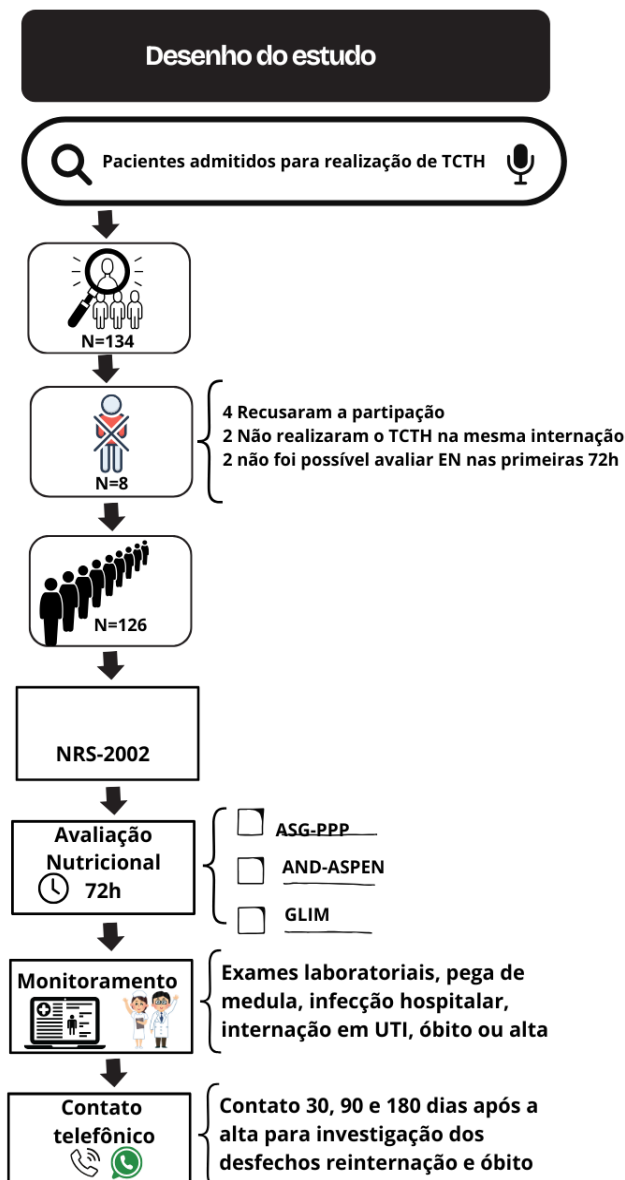 Desenho do estudo
Pacientes admitidos para realização de TCTH
N=134
N=8
4 Recusaram a partipação
2 Não realizaram o TCTH na mesma internação
2 não foi possível avaliar EN nas primeiras 72h
N=126
NRS-2002
Avaliação
Nutricional
72h
ASG-PPP
AND-ASPEN
GLIM
Monitoramento
Exames laboratoriais, pega de
medula, infecção hospitalar,
internação em UTI, óbito ou alta
Contato
telefônico
Contato 30, 90 e 180 dias após a
alta para investigação dos
desfechos reinternação e óbito